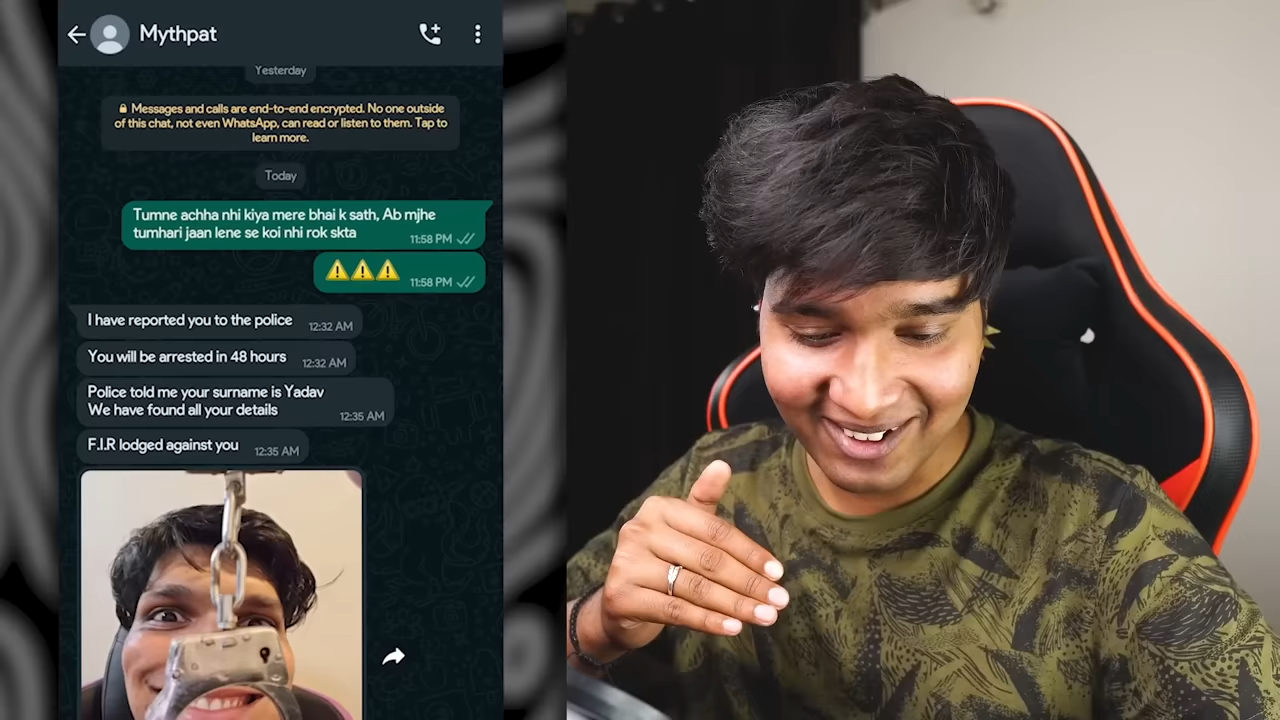 Mythpat
Yesterday
Messages and calls are end-to-end encrypted. No one outside
of this chat, not even WhatsApp, can read or listen to them. Tap to
learn more.
Today
Tumne achha nhi kiya mere bhai k sath, Ab mjhe
tumhari jaan lene se koi nhi rok skta
11:58 PM
⚠️⚠️⚠️ 11:58 PM
I have reported you to the police 12:32 AM
You will be arrested in 48 hours 12:32 AM
Police told me your surname is Yadav
We have found all your details 12:35 AM
F.I.R lodged against you 12:35 AM